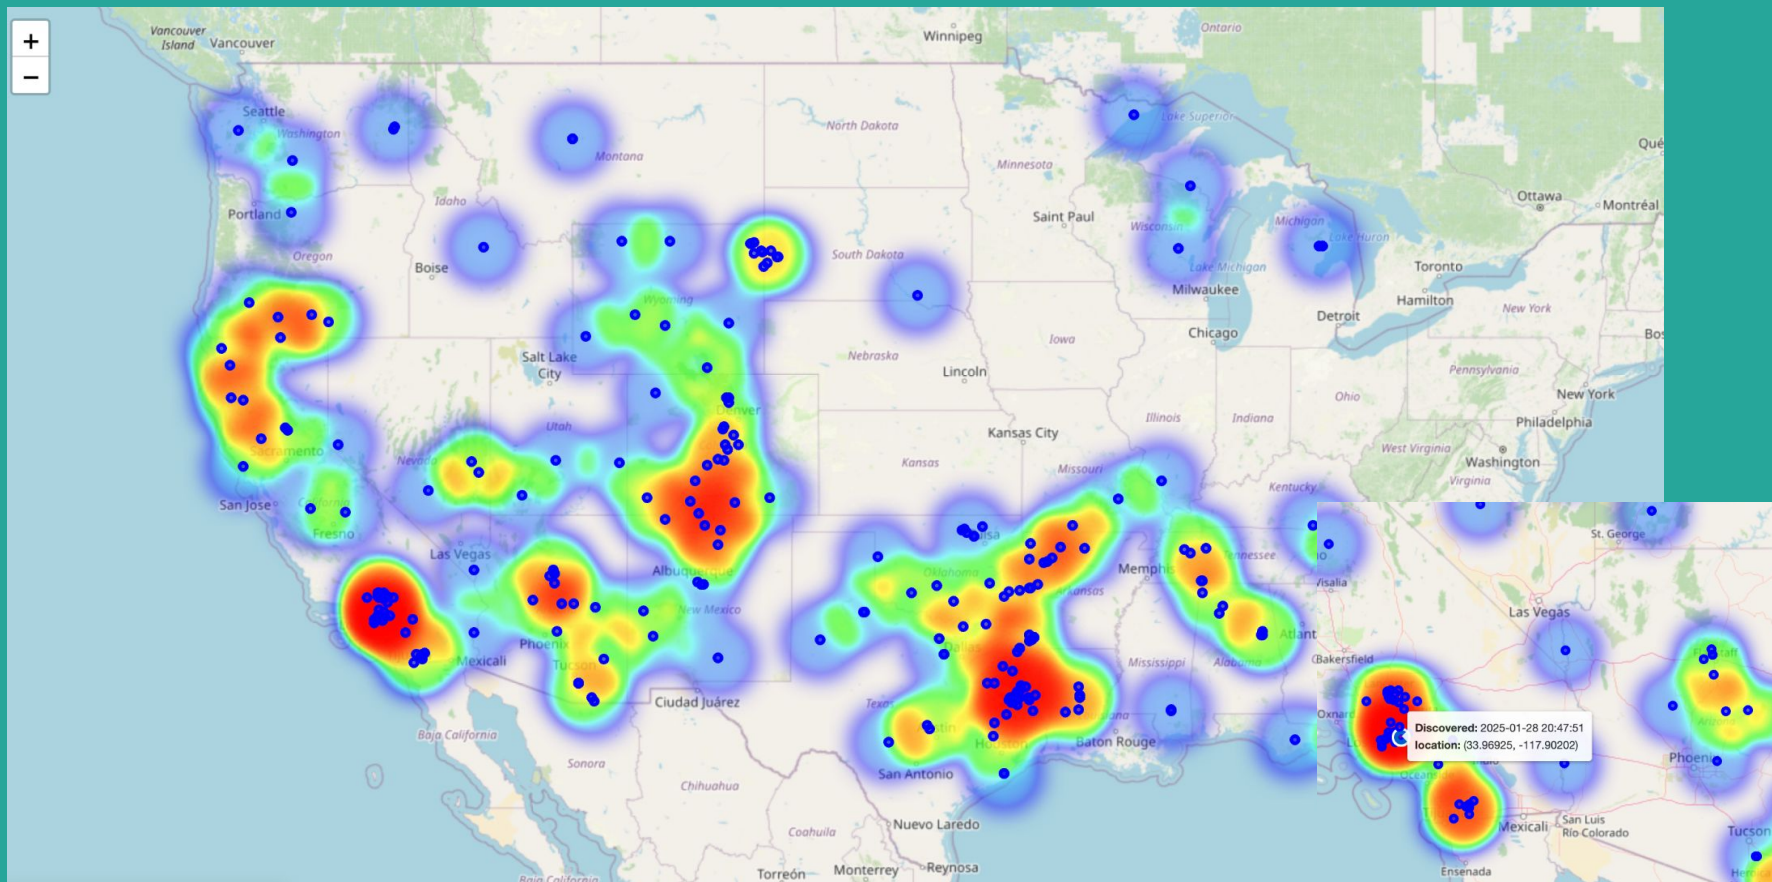 +
−
Vancouver
Island
Vancouver
Winnipeg
Ontario
Seattle
Washington
North Dakota
Lake Superior
Montana
Minnesota
Qué
Ottawa
Montréal
Portland
Idaho
Saint Paul
Wisconsin
Michigan
Lake Huron
Oregon
Boise
South Dakota
Toronto
Lake Michigan
Milwaukee
Hamilton
Wyoming
New York
Detroit
Chicago
Bos
Salt Lake
City
Nebraska
Iowa
Lincoln
Pennsylvania
New York
Denver
Illinois
Indiana
Ohio
Philadelphia
Utah
Kansas City
Sacramento
West Virginia
Nevada
Kansas
Missouri
Washington
Kentucky
Virginia
San Jose
California
Fresno
Las Vegas
Tennessee
Albuquerque
Oklahoma
Memphis
New Mexico
Arkansas
Phoenix
Dallas
Atlant
Mexicali
Tucson
Mississippi
Alabama
Ciudad Juárez
Texas
Austin
Baja California
Houston
Baton Rouge
Sonora
San Antonio
Chihuahua
Nuevo Laredo
Coahuila
Monterrey
Reynosa
Torreón
Baja California
St. George
Visalia
Las Vegas
Bakersfield
Oxnard
Discovered: 2025-01-28 20:47:51
location: (33.96925, -117.90202)
Phoeni
Oceans
Mexicali
San Luis
Río Colorado
Tucson
Ensenada